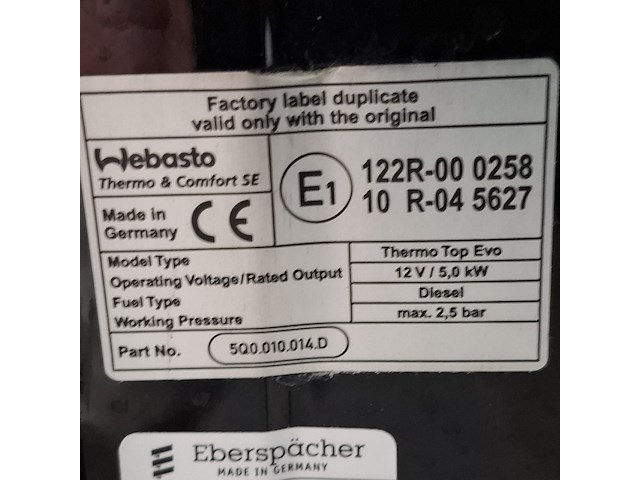 Factory label duplicate
valid only with the original
Webasto
Thermo & Comfort SE
E1
122R-00 0258
10 R-04 5627
Made in
Germany
CE
Model Type
Thermo Top Evo
Operating Voltage/Rated Output
12 V / 5,0 kW
Fuel Type
Diesel
Working Pressure
max. 2,5 bar
Part No.
5Q0.010.014.D
Eberspächer
MADE IN GERMANY